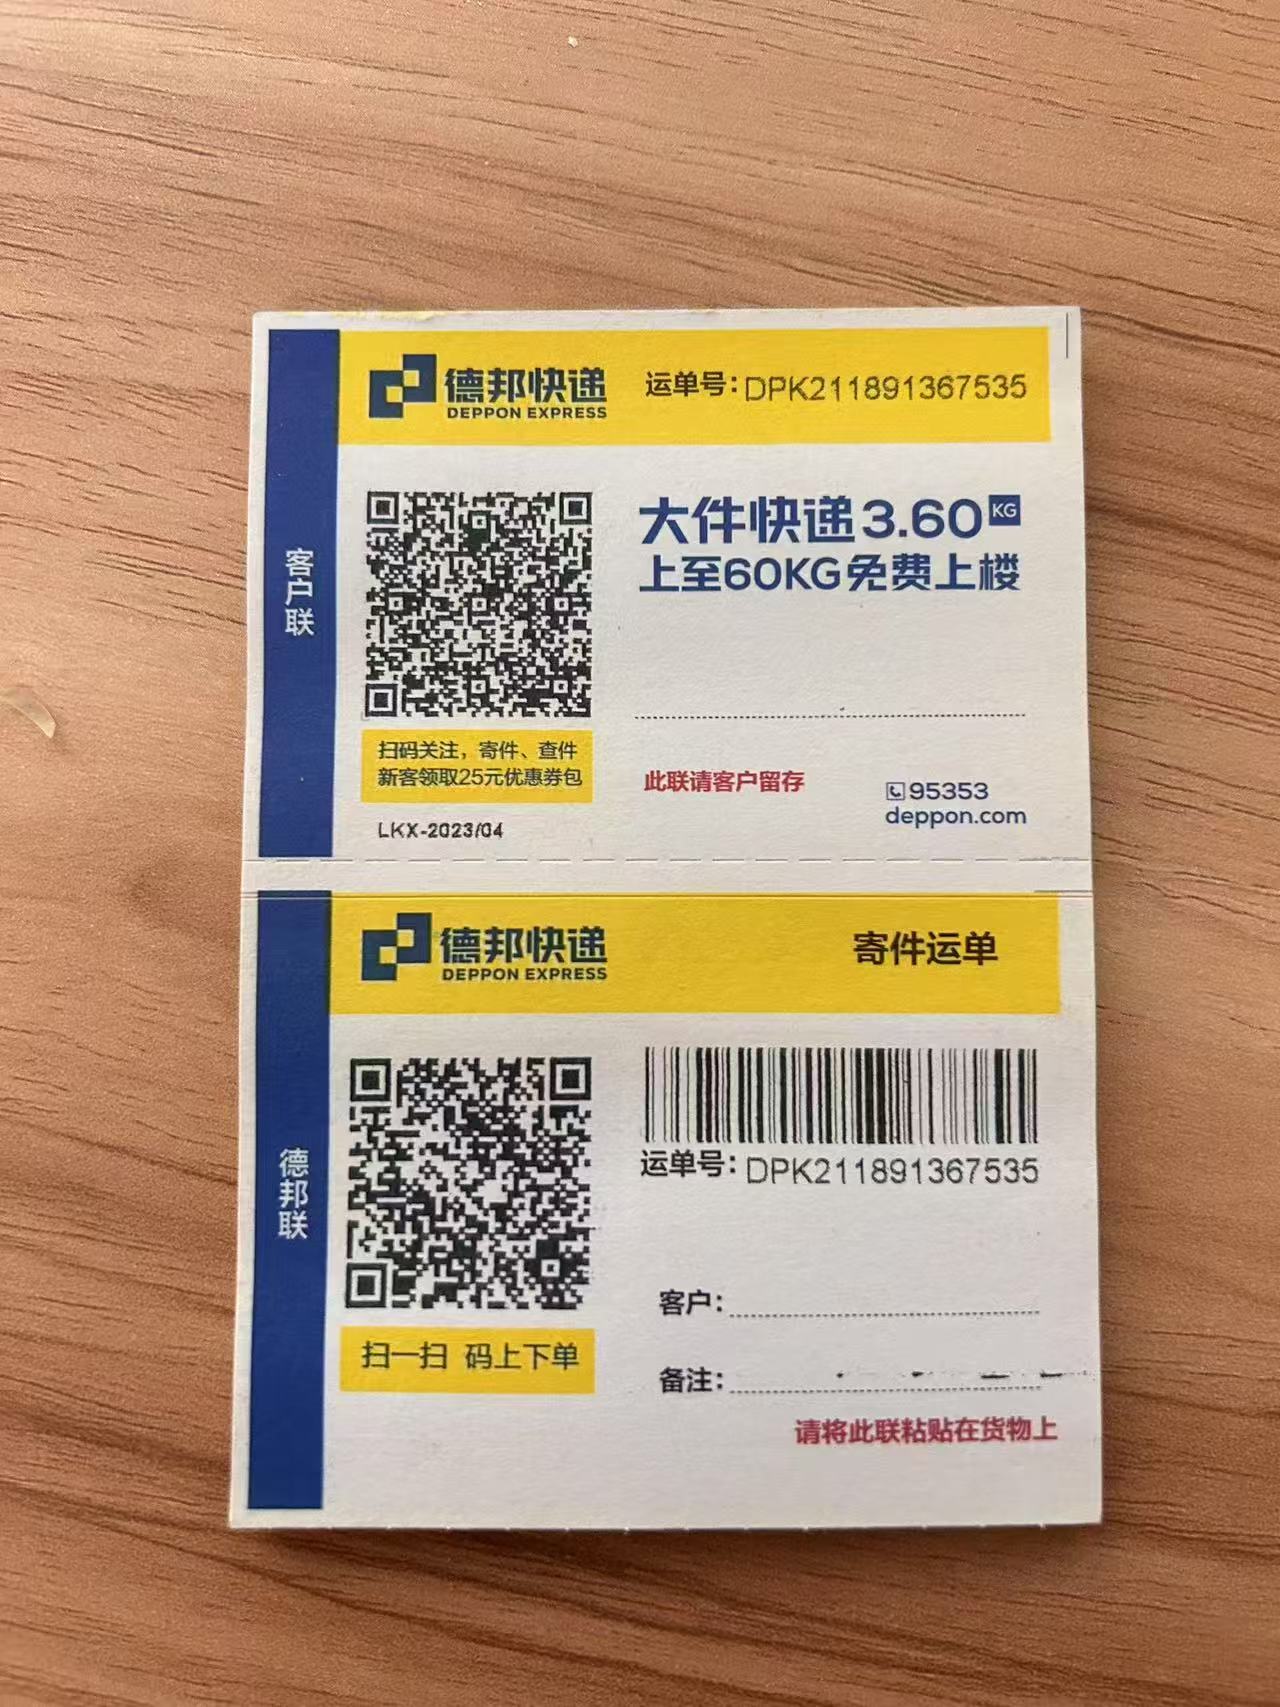 德邦快递
DEPPON EXPRESS
运单号:DPK211891367535
客户联
大件快递3.60KG
上至60KG免费上楼
扫码关注，寄件、查件
新客领取25元优惠券包
LKX-2023/04
此联请客户留存
95353
deppon.com
德邦快递
DEPPON EXPRESS
寄件运单
德邦联
运单号:DPK211891367535
扫一扫 码上下单
客户:
备注:
请将此联粘贴在货物上